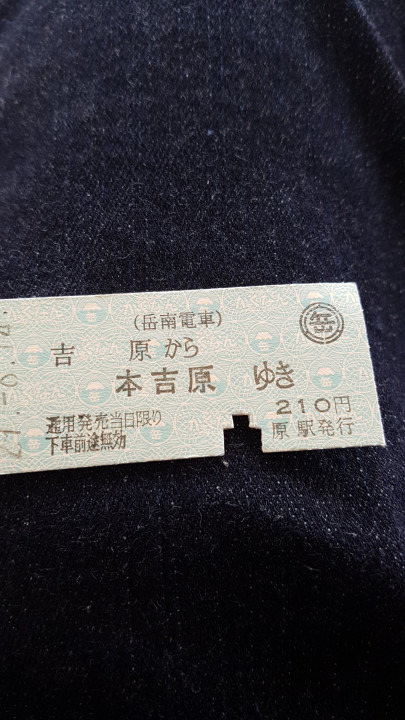 (岳南電車)
岳
吉 原から
本吉原 ゆき
210円
通用発売当日限り
下車前途無効
原 駅発行